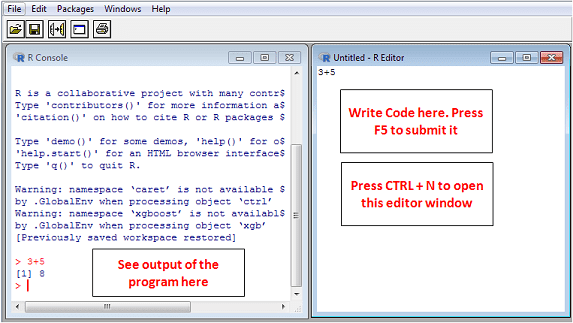 File Edit Packages Windows Help
R Console
R is a collaborative project with many contr$
Type 'contributors()' for more information a$
'citation()' on how to cite R or R packages $
Type 'demo()' for some demos, 'help()' for o$
'help.start()' for an HTML browser interface$
Type 'q()' to quit R.
Warning: namespace ‘caret’ is not available $
by .GlobalEnv when processing object ‘ctrl’
Warning: namespace ‘xgboost’ is not availabl$
by .GlobalEnv when processing object ‘xgb’
[Previously saved workspace restored]
> 3+5
[1] 8
>
See output of the
program here
Untitled - R Editor
3+5
Write Code here. Press
F5 to submit it
Press CTRL + N to open
this editor window